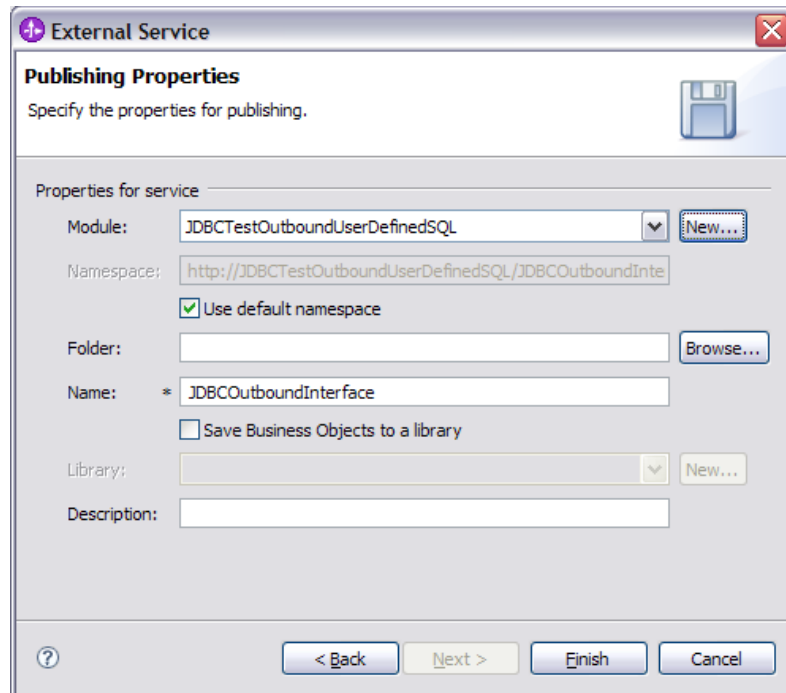 External Service
Publishing Properties
Specify the properties for publishing.
Properties for service
Module: JDBCTestOutboundUserDefinedSQL New...
Namespace: http://JDBCTestOutboundUserDefinedSQL/JDBCOutboundInte
Use default namespace
Folder: Browse...
Name: * JDBCOutboundInterface
Save Business Objects to a library
Library: New...
Description:
? < Back Next > Finish Cancel